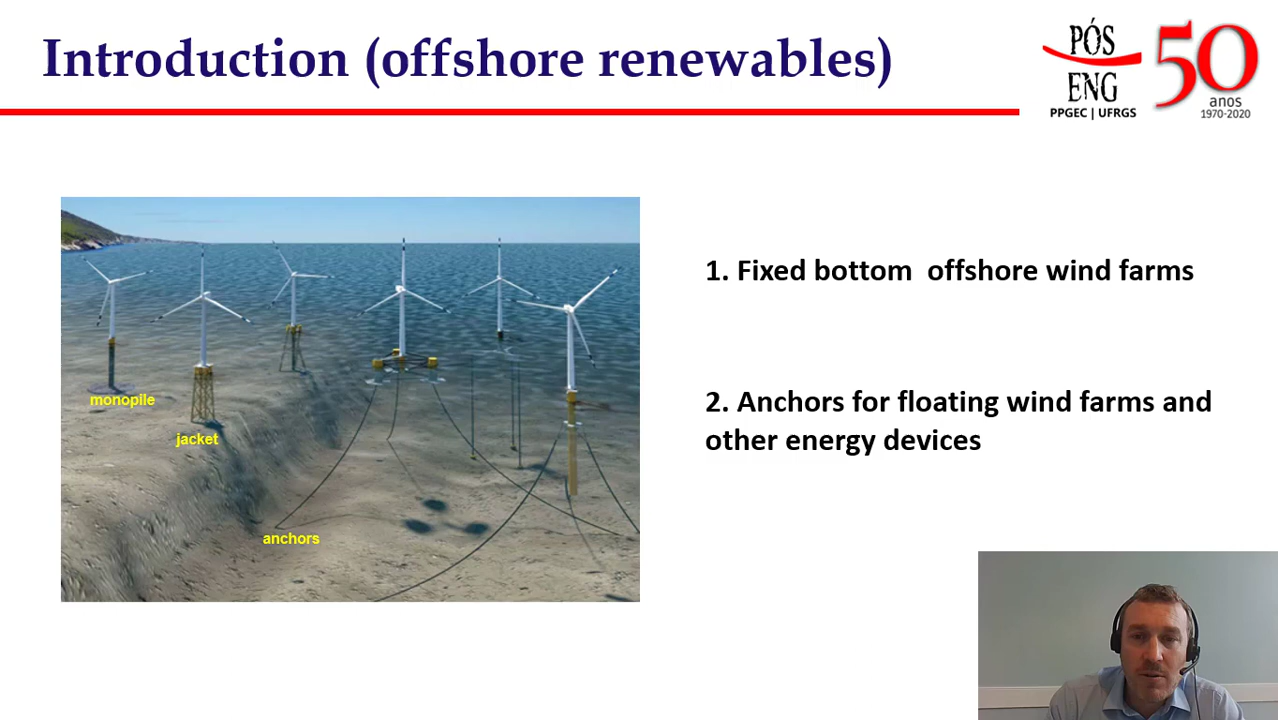 Introduction (offshore renewables)
PÓS
ENG
PPGEC | UFRGS
50
anos
1970-2020
monopile
jacket
anchors
1. Fixed bottom  offshore wind farms
2. Anchors for floating wind farms and
other energy devices